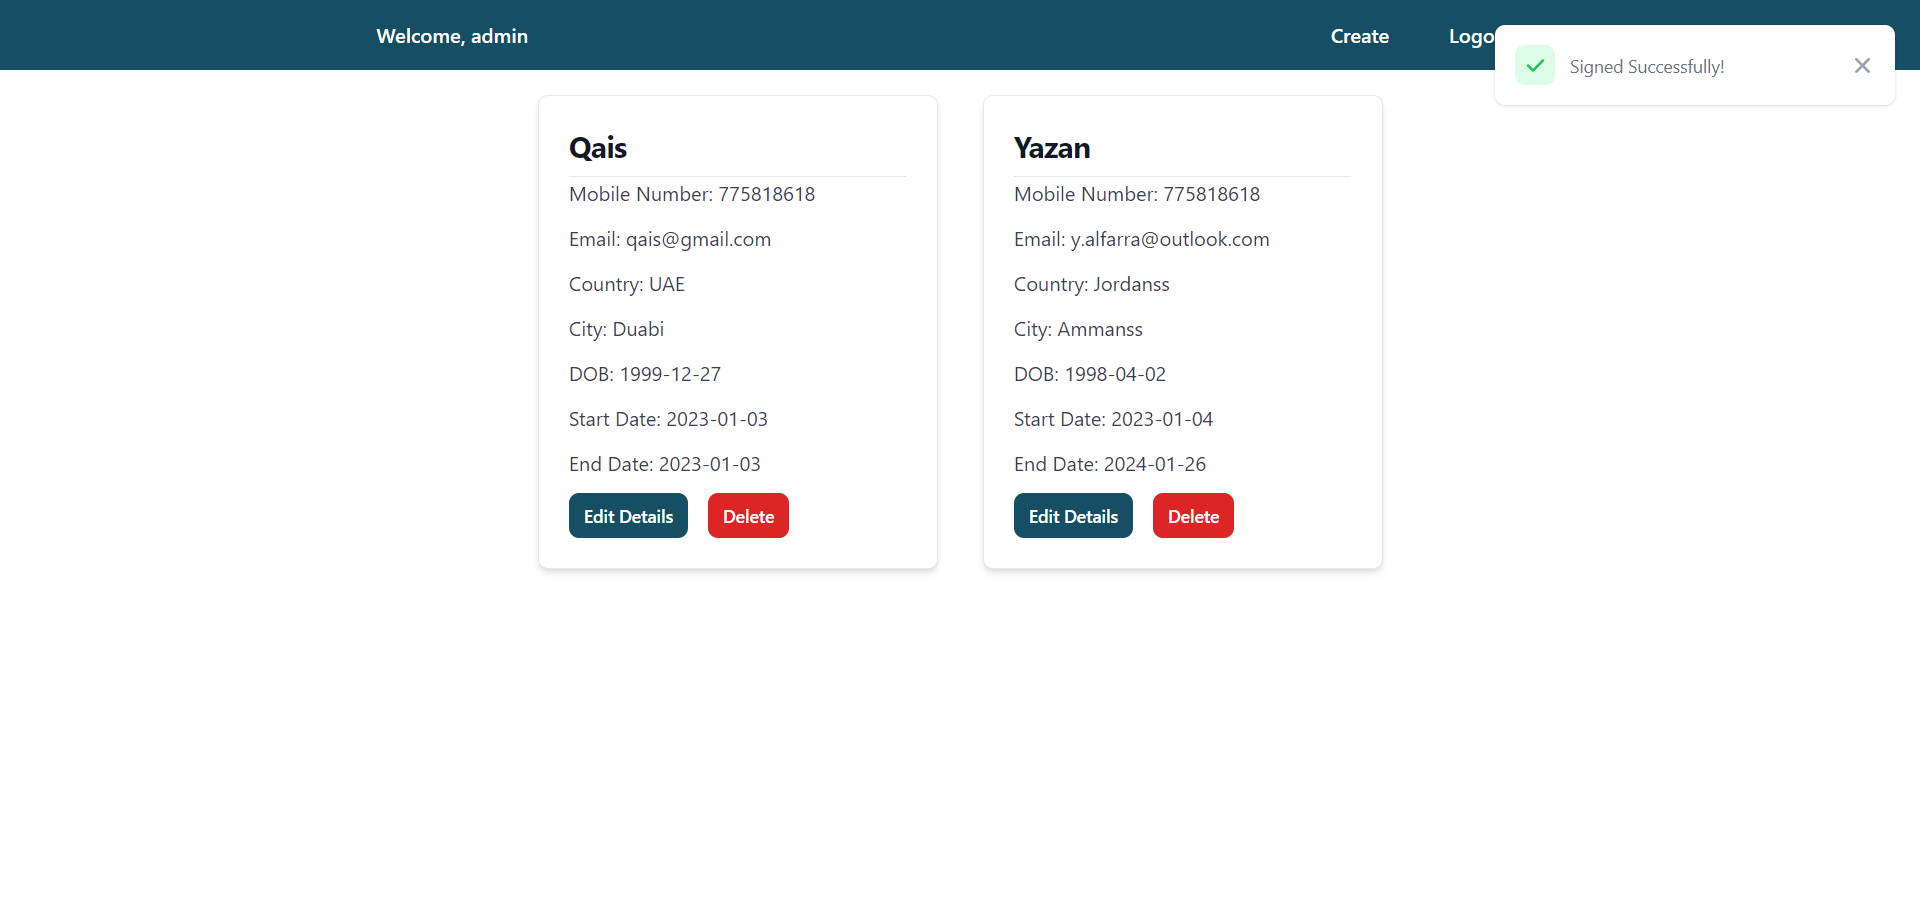 Welcome, admin
Create
Logo
Signed Successfully!
Qais
Mobile Number: 775818618
Email: qais@gmail.com
Country: UAE
City: Duabi
DOB: 1999-12-27
Start Date: 2023-01-03
End Date: 2023-01-03
Edit Details
Delete
Yazan
Mobile Number: 775818618
Email: y.alfarra@outlook.com
Country: Jordanss
City: Ammanss
DOB: 1998-04-02
Start Date: 2023-01-04
End Date: 2024-01-26
Edit Details
Delete